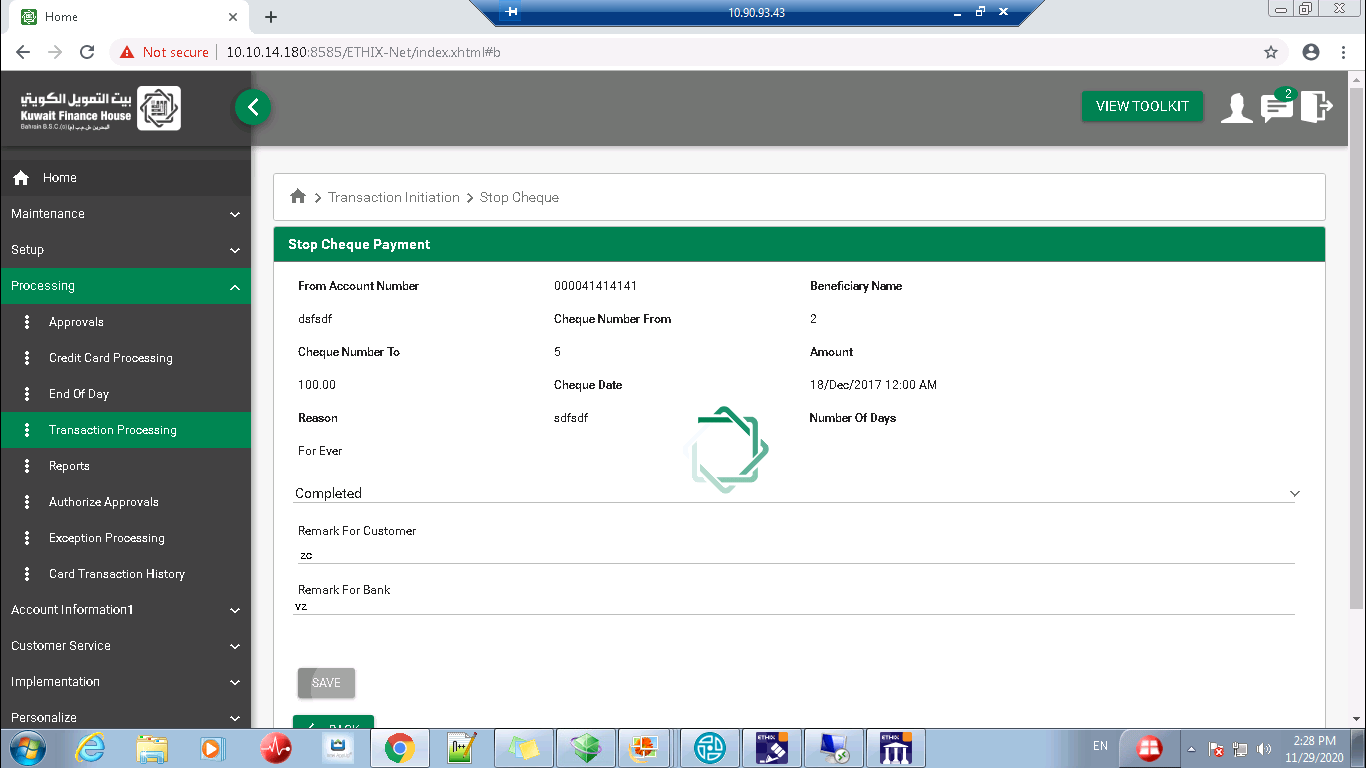 Home
10.90.93.43
Not secure
10.10.14.180:8585/ETHIX-Net/index.xhtml#b
بيت التمويل الكويتي
Kuwait Finance House
Bahrain B.S.C.(c)
VIEW TOOLKIT
2
Home
Maintenance
Setup
Processing
Approvals
Credit Card Processing
End Of Day
Transaction Processing
Reports
Authorize Approvals
Exception Processing
Card Transaction History
Account Information1
Customer Service
Implementation
Personalize
Transaction Initiation
Stop Cheque
Stop Cheque Payment
From Account Number 000041414141 Beneficiary Name
dsfsdf Cheque Number From 2
Cheque Number To 5 Amount
100.00 Cheque Date 18/Dec/2017 12:00 AM
Reason sdfsdf Number Of Days
For Ever
Completed
Remark For Customer
zc
Remark For Bank
vz
SAVE
BACK
ETHIX
ETHIX
EN
2:28 PM
11/29/2020